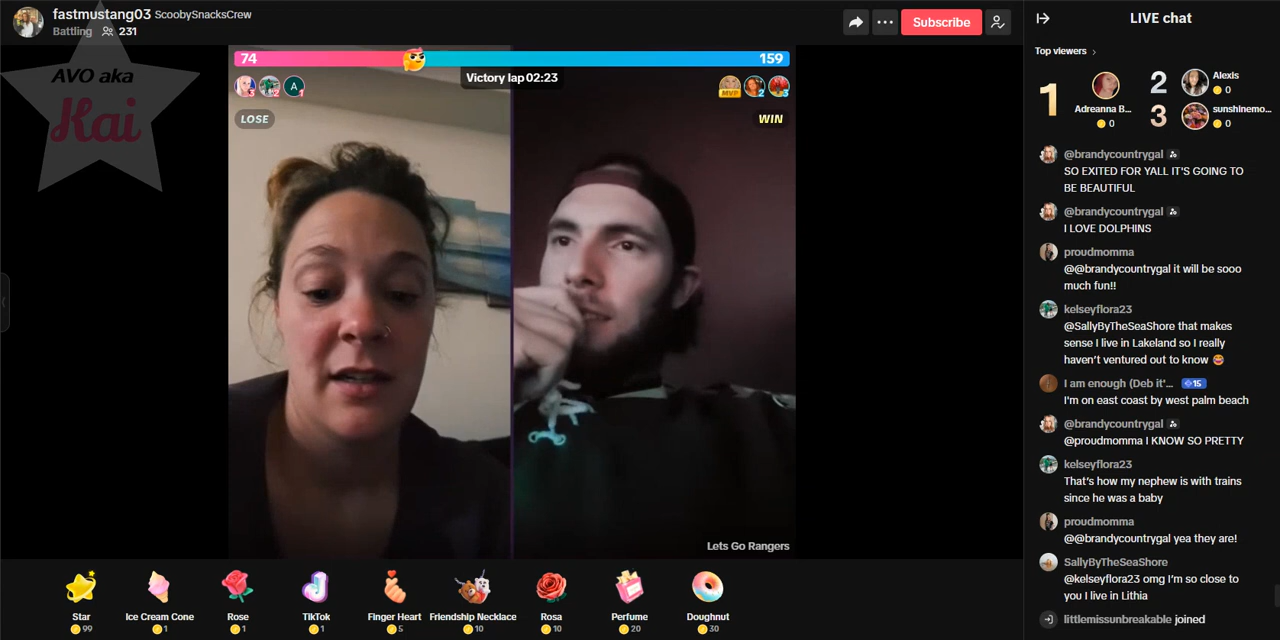 fastmustang03 ScoobySnacksCrew
Battling 231
Subscribe
AVO aka
Kai
74
159
Victory lap 02:23
3 2 A 1
MVP 2 3
LOSE
WIN
Lets Go Rangers
Star
99
Ice Cream Cone
1
Rose
1
TikTok
1
Finger Heart
5
Friendship Necklace
10
Rosa
10
Perfume
20
Doughnut
30
LIVE chat
Top viewers
1
Adreanna B...
0
2
Alexis
0
3
sunshinemo...
0
@brandycountrygal
SO EXITED FOR YALL IT'S GOING TO
BE BEAUTIFUL
@brandycountrygal
I LOVE DOLPHINS
proudmomma
@@brandycountrygal it will be sooo
much fun!!
kelseyflora23
@SallyByTheSeaShore that makes
sense I live in Lakeland so I really
haven't ventured out to know
I am enough (Deb it'... 15
I'm on east coast by west palm beach
@brandycountrygal
@proudmomma I KNOW SO PRETTY
kelseyflora23
That's how my nephew is with trains
since he was a baby
proudmomma
@@brandycountrygal yea they are!
SallyByTheSeaShore
@kelseyflora23 omg I'm so close to
you I live in Lithia
littlemissunbreakable joined